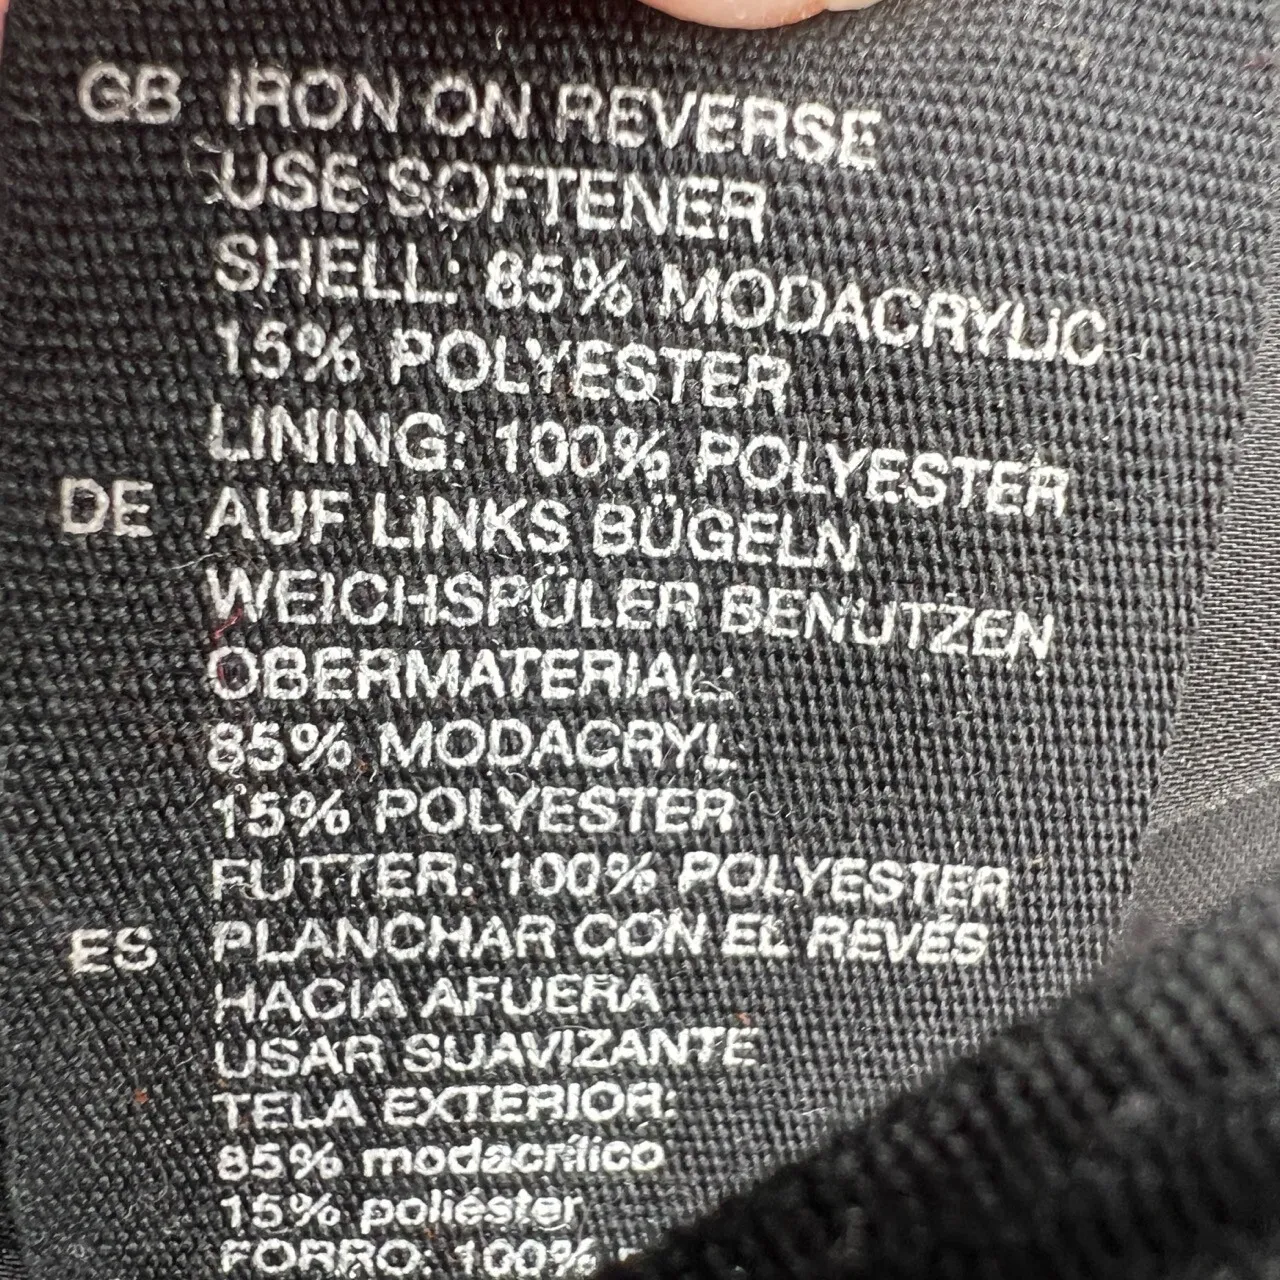 GB IRON ON REVERSE
USE SOFTENER
SHELL: 85% MODACRYLIC
15% POLYESTER
LINING: 100% POLYESTER
DE AUF LINKS BÜGELN
WEICHSPÜLER BENUTZEN
OBERMATERIAL:
85% MODACRYL
15% POLYESTER
FUTTER: 100% POLYESTER
ES PLANCHAR CON EL REVÉS
HACIA AFUERA
USAR SUAVIZANTE
TELA EXTERIOR:
85% modacrílico
15% poliéster
FORRO: 100%